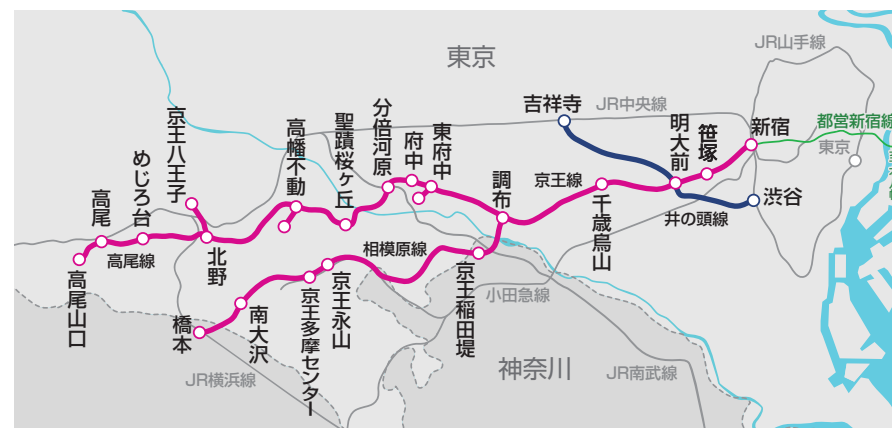 東京
JR山手線
吉祥寺
JR中央線
新宿
都営新宿線
東京
明大前
笹塚
渋谷
井の頭線
京王線
千歳烏山
調布
東府中
府中
分倍河原
聖蹟桜ヶ丘
高幡不動
京王八王子
めじろ台
高尾
高尾線
高尾山口
北野
相模原線
京王稲田堤
小田急線
京王永山
京王多摩センター
南大沢
橋本
JR横浜線
神奈川
JR南武線